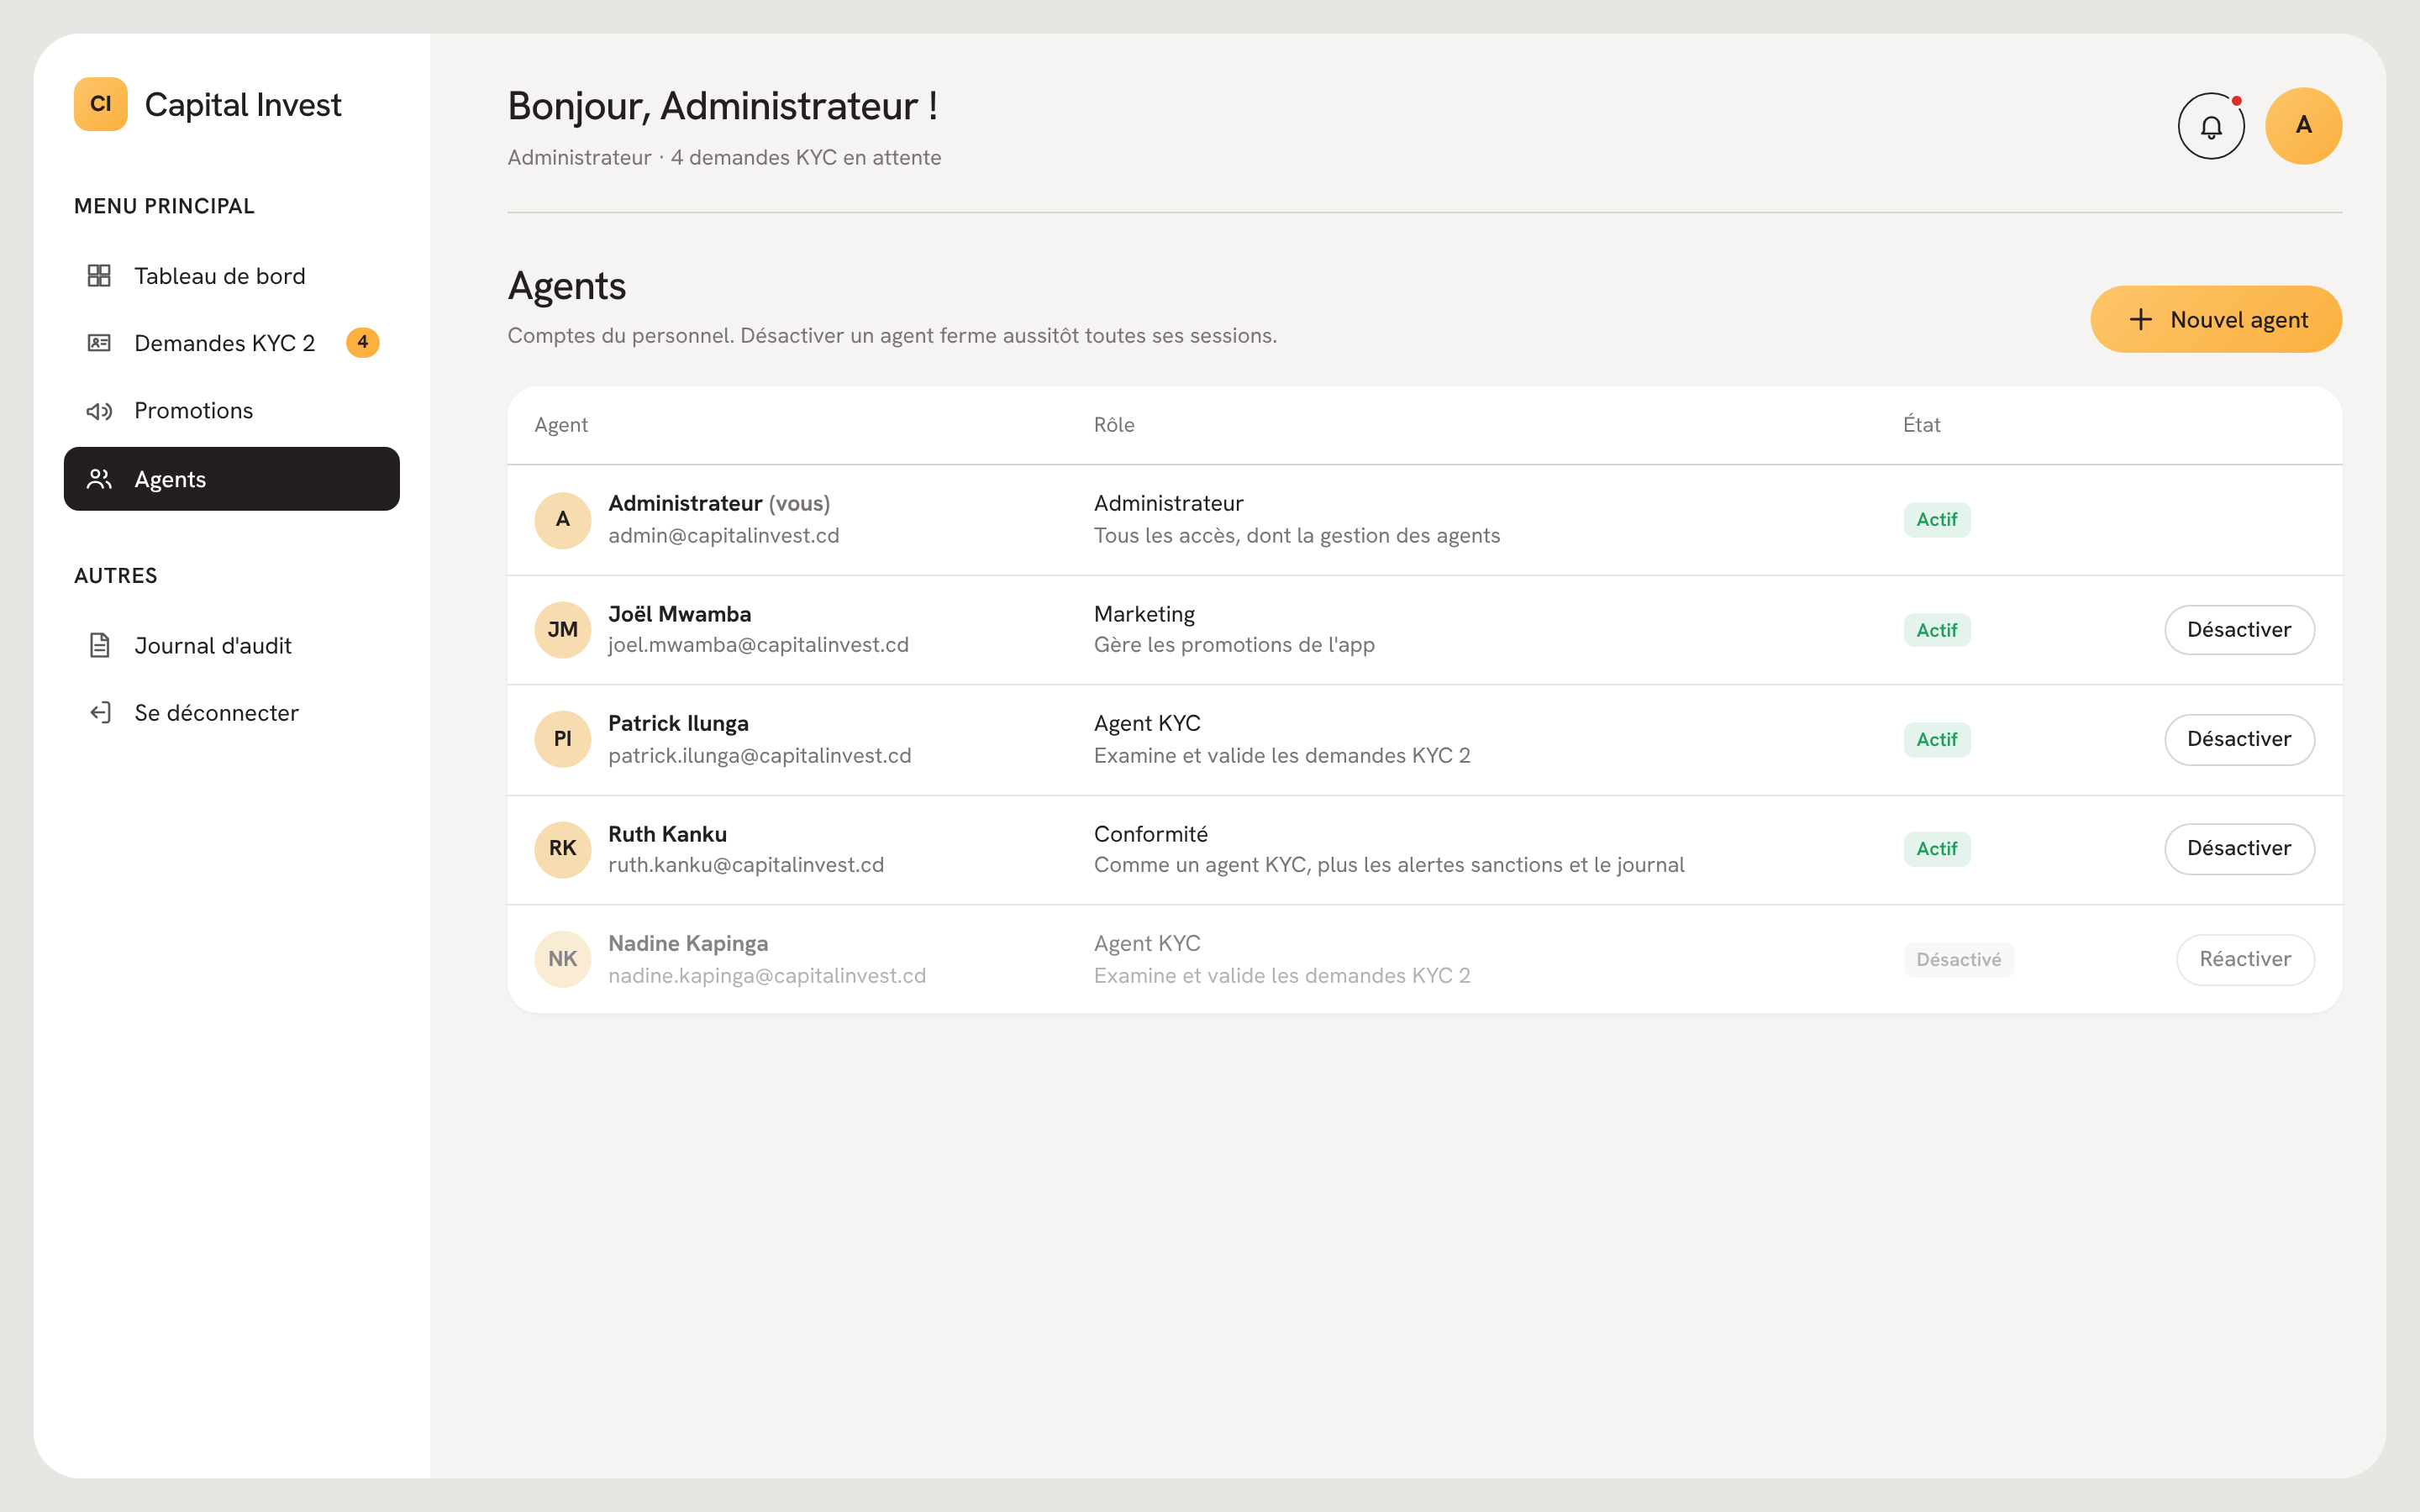 CI Capital Invest
MENU PRINCIPAL
Tableau de bord
Demandes KYC 2 4
Promotions
Agents
AUTRES
Journal d'audit
Se déconnecter
Bonjour, Administrateur !
Administrateur · 4 demandes KYC en attente
A
Agents
Comptes du personnel. Désactiver un agent ferme aussitôt toutes ses sessions.
Nouvel agent
Agent Rôle État
A Administrateur (vous) Administrateur Actif
admin@capitalinvest.cd Tous les accès, dont la gestion des agents
JM Joël Mwamba Marketing Actif Désactiver
joel.mwamba@capitalinvest.cd Gère les promotions de l'app
PI Patrick Ilunga Agent KYC Actif Désactiver
patrick.ilunga@capitalinvest.cd Examine et valide les demandes KYC 2
RK Ruth Kanku Conformité Actif Désactiver
ruth.kanku@capitalinvest.cd Comme un agent KYC, plus les alertes sanctions et le journal
NK Nadine Kapinga Agent KYC Désactivé Réactiver
nadine.kapinga@capitalinvest.cd Examine et valide les demandes KYC 2